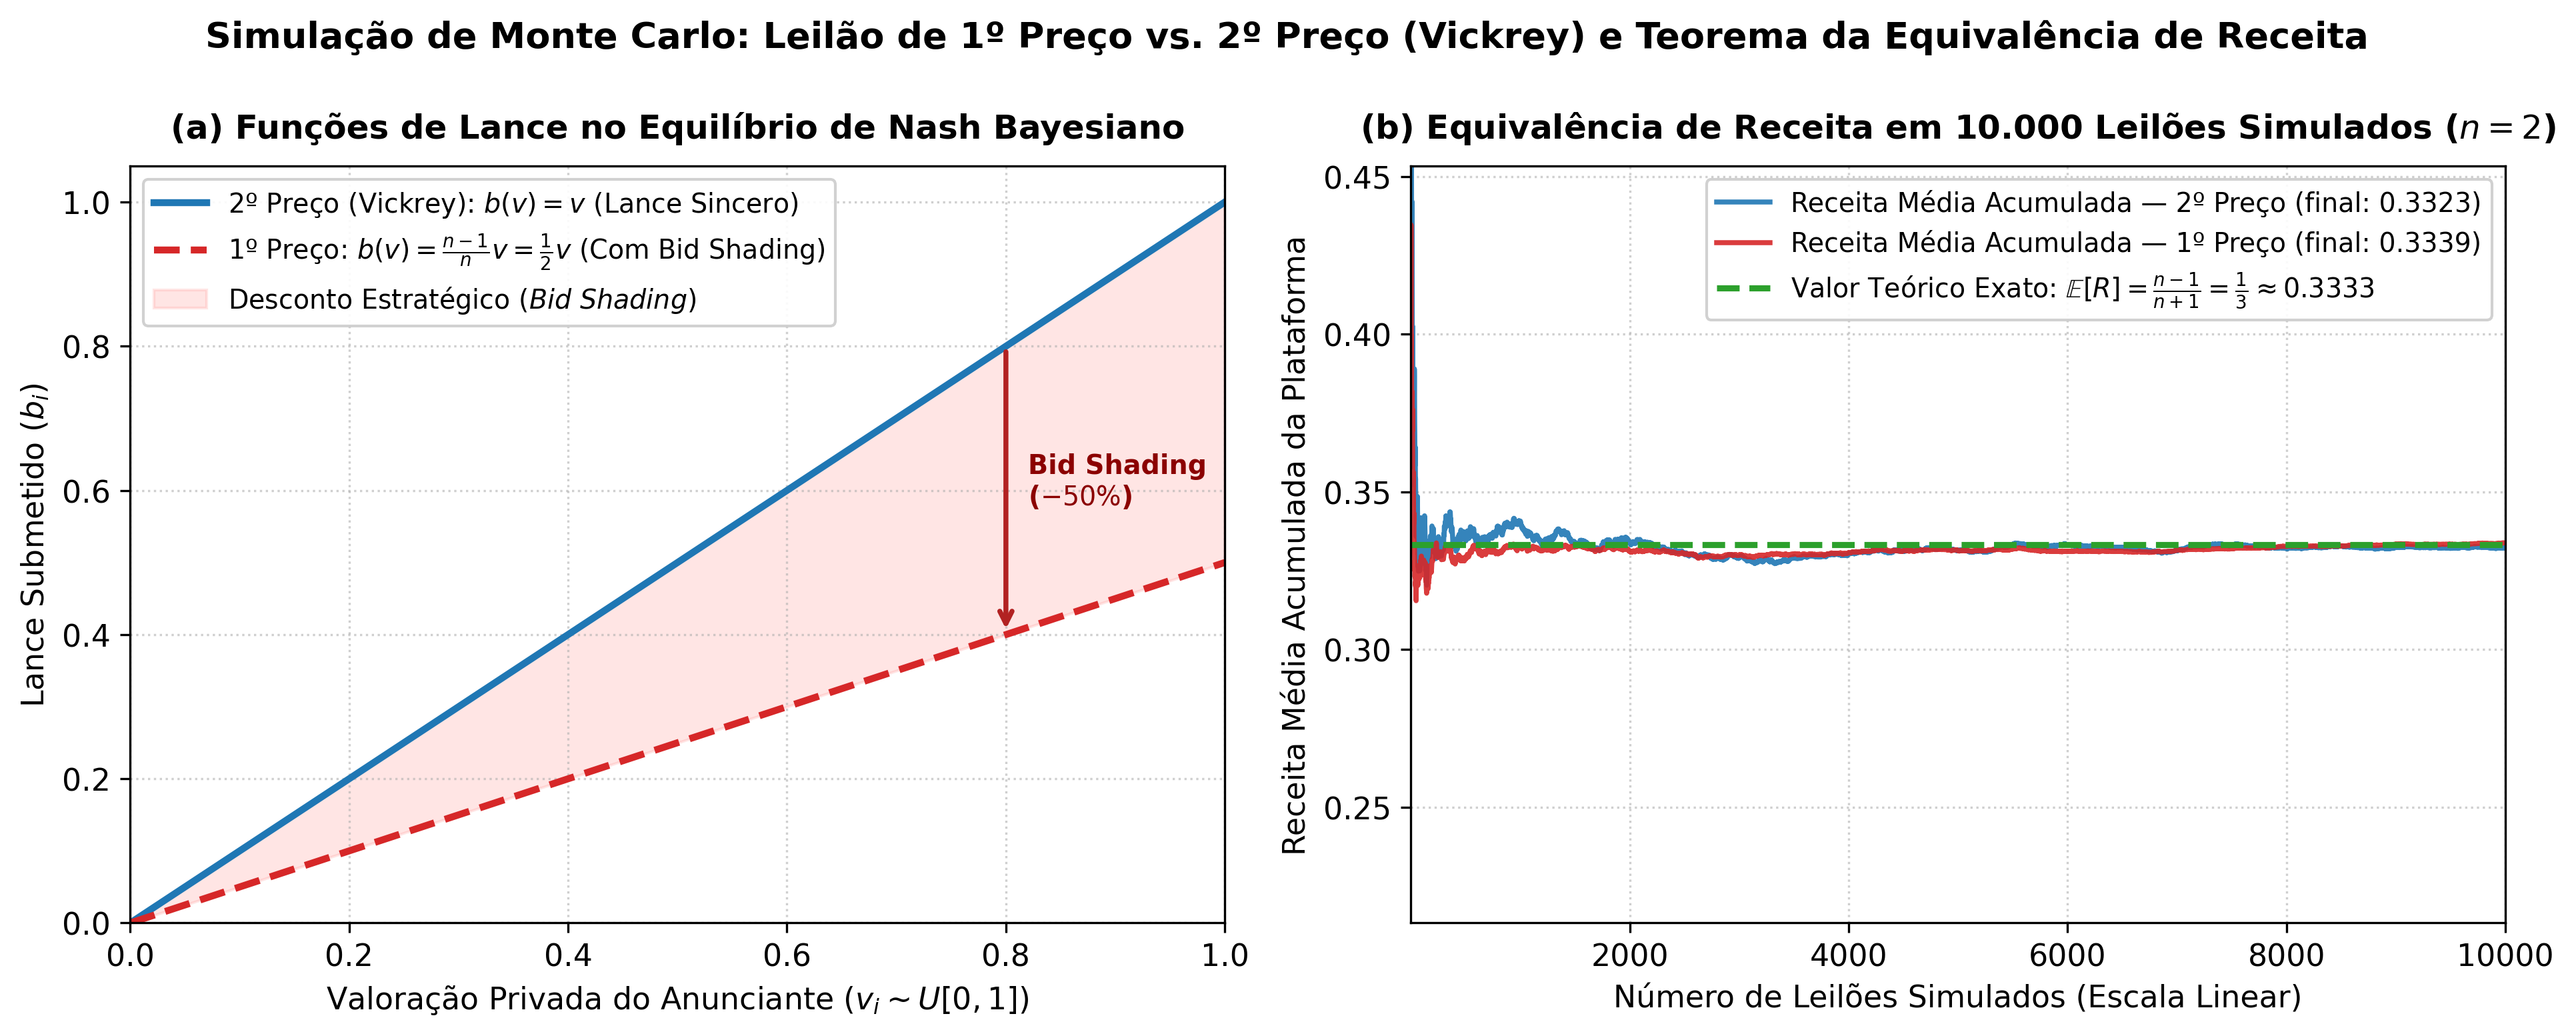 Simulação de Monte Carlo: Leilão de 1º Preço vs. 2º Preço (Vickrey) e Teorema da Equivalência de Receita
(a) Funções de Lance no Equilíbrio de Nash Bayesiano
2º Preço (Vickrey): b(v) = v (Lance Sincero)
1º Preço: b(v) = \frac{n−1}{n}v = \frac{1}{2}v (Com Bid Shading)
Desconto Estratégico (Bid Shading)
Bid Shading
(−50%)
Lance Submetido (b_i)
1.0
0.8
0.6
0.4
0.2
0.0
0.0 0.2 0.4 0.6 0.8 1.0
Valoração Privada do Anunciante (v_i ~ U[0, 1])
(b) Equivalência de Receita em 10.000 Leilões Simulados (n = 2)
Receita Média Acumulada — 2º Preço (final: 0.3323)
Receita Média Acumulada — 1º Preço (final: 0.3339)
Valor Teórico Exato: 𝔼[R] = \frac{n−1}{n+1} = \frac{1}{3} ≈ 0.3333
Receita Média Acumulada da Plataforma
0.45
0.40
0.35
0.30
0.25
2000 4000 6000 8000 10000
Número de Leilões Simulados (Escala Linear)